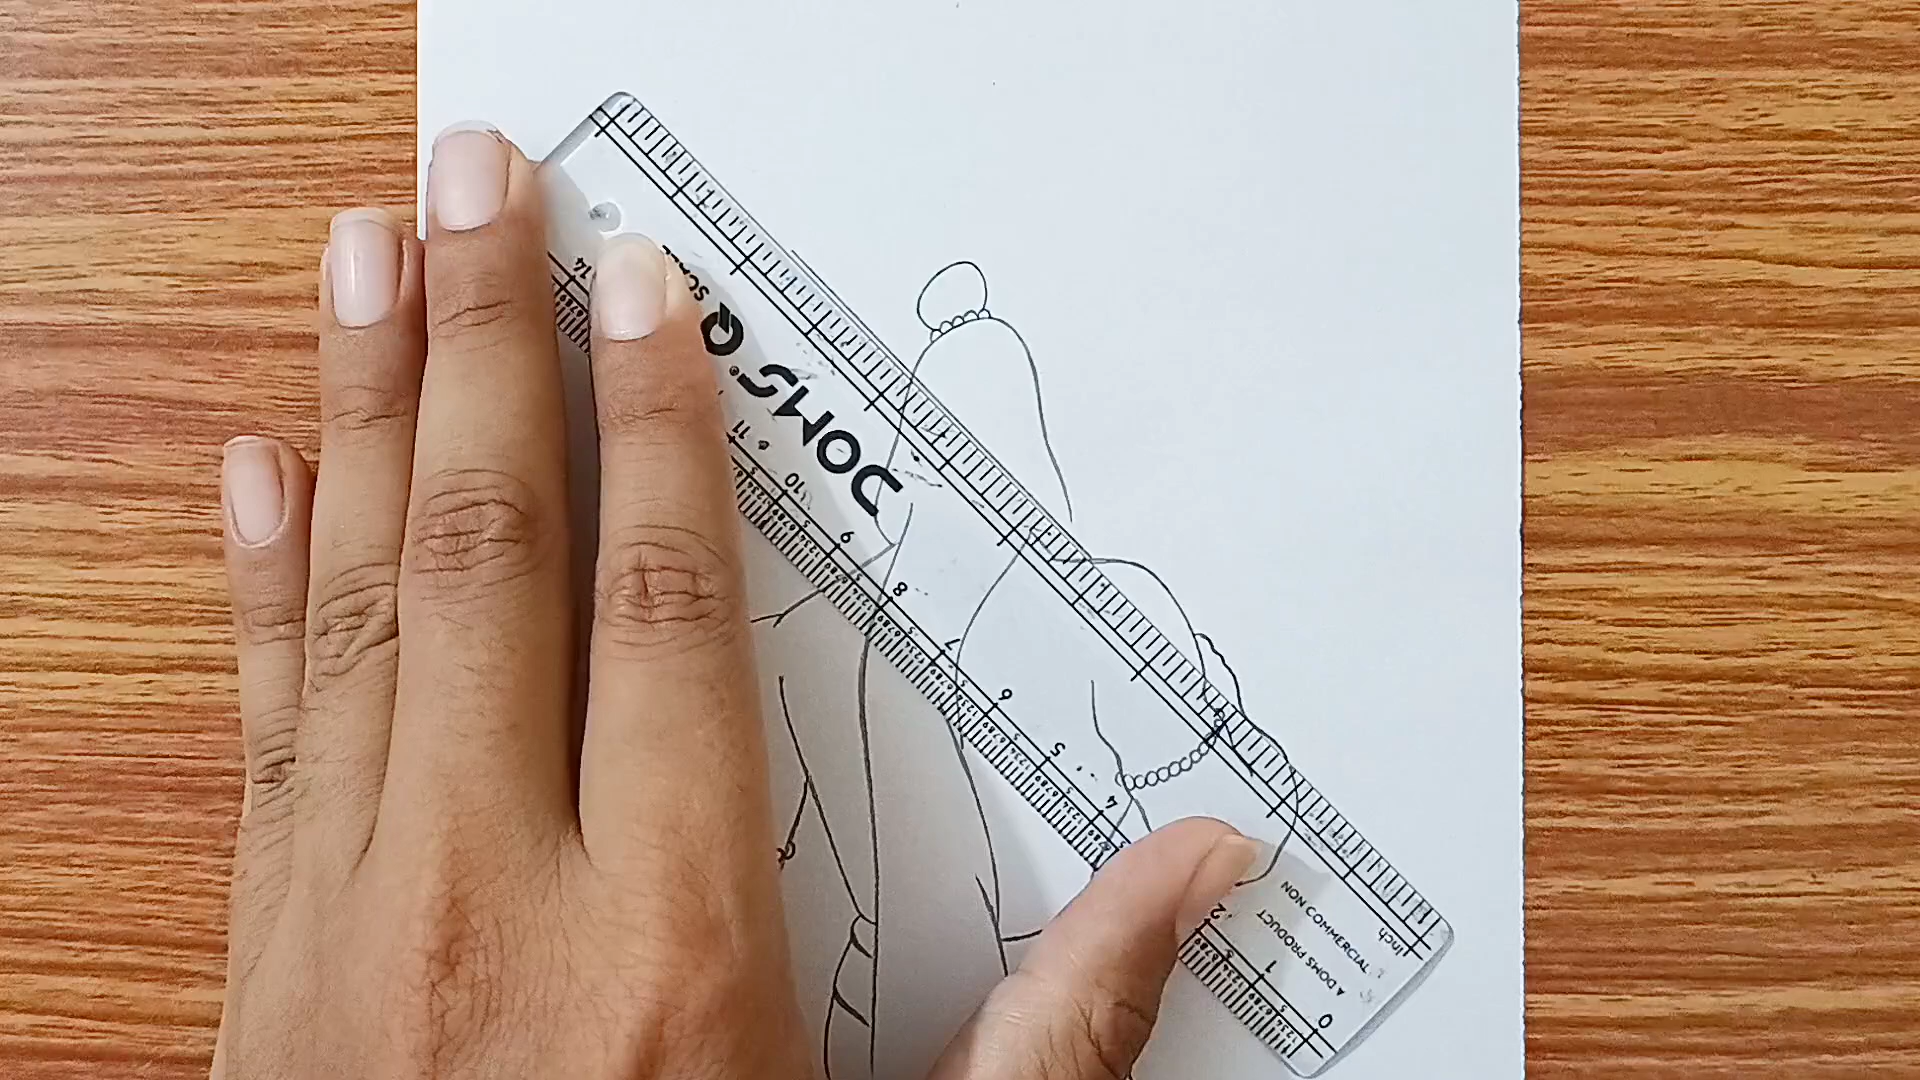 DOMS Q
SCALE
NON COMMERCIAL
A DOMS PRODUCT
inch
0 1 2 4 5 6 7 8 9 10 11 14